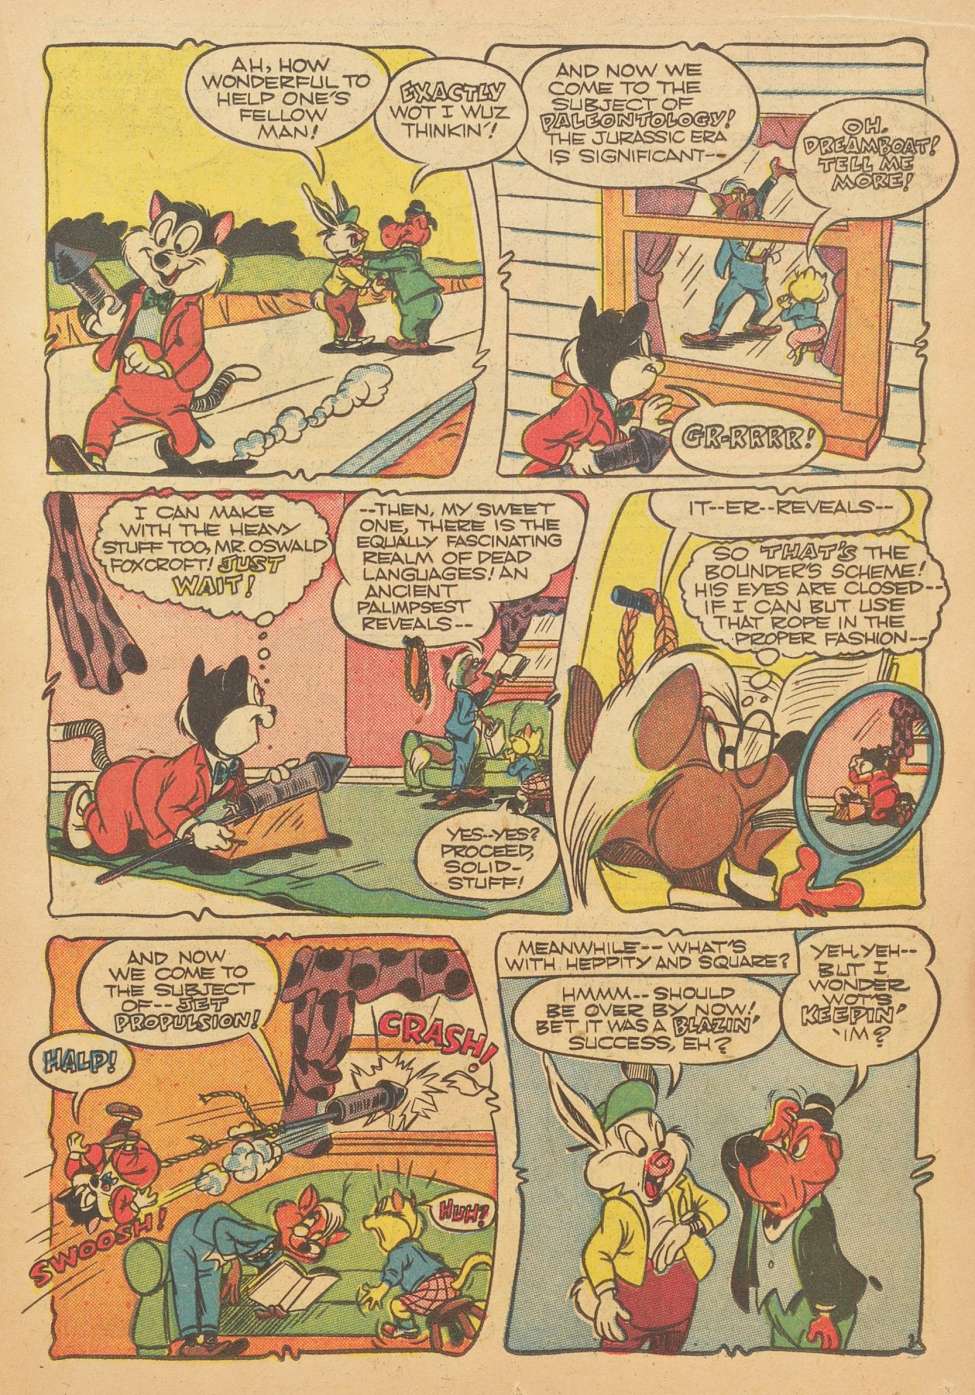 AH, HOW
WONDERFUL TO
HELP ONE'S
FELLOW
MAN!
EXACTLY
WOT I WUZ
THINKIN'!
AND NOW WE
COME TO THE
SUBJECT OF
PALEONTOLOGY!
THE JURASSIC ERA
IS SIGNIFICANT--
OH,
DREAMBOAT!
TELL ME
MORE!
GR-RRRR!
I CAN MAKE
WITH THE HEAVY
STUFF TOO, MR. OSWALD
FOXCROFT! JUST
WAIT!
--THEN, MY SWEET
ONE, THERE IS THE
EQUALLY FASCINATING
REALM OF DEAD
LANGUAGES! AN
ANCIENT
PALIMPSEST
REVEALS--
YES--YES?
PROCEED,
SOLID-
STUFF!
IT--ER--REVEALS--
SO THAT'S THE
BOUNDER'S SCHEME!
HIS EYES ARE CLOSED--
IF I CAN BUT USE
THAT ROPE IN THE
PROPER FASHION--
AND NOW
WE COME TO
THE SUBJECT
OF-- JET
PROPULSION!
HALP!
CRASH!
SWOOSH!
HUH?
MEANWHILE-- WHAT'S
WITH HEPPITY AND SQUARE?
HMMM--SHOULD
BE OVER BY NOW!
BET IT WAS A BLAZIN'
SUCCESS, EH?
YEH, YEH--
BUT I
WONDER
WOT'S
KEEPIN'
'IM?